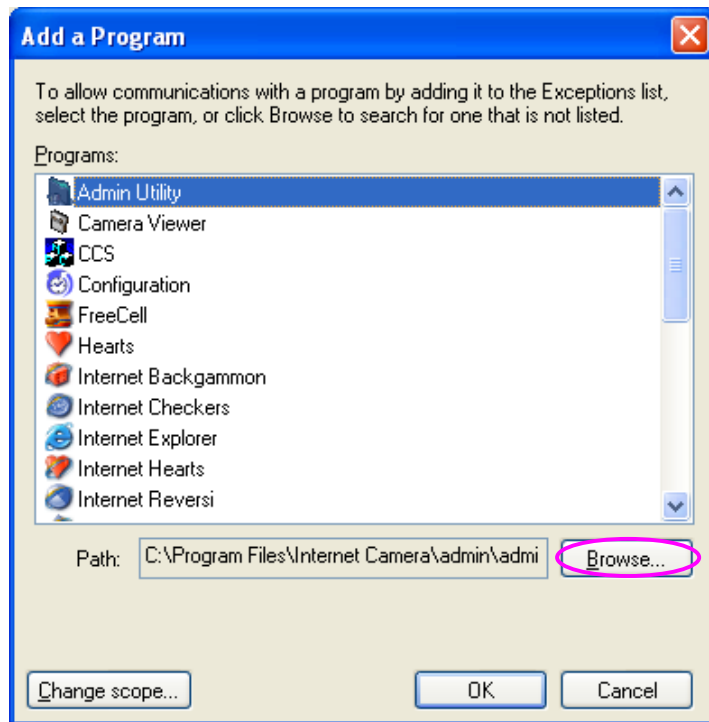 Add a Program
To allow communications with a program by adding it to the Exceptions list,
select the program, or click Browse to search for one that is not listed.
Programs:
Admin Utility
Camera Viewer
CCS
Configuration
FreeCell
Hearts
Internet Backgammon
Internet Checkers
Internet Explorer
Internet Hearts
Internet Reversi
Path: C:\Program Files\Internet Camera\admin\admi Browse...
Change scope... OK Cancel